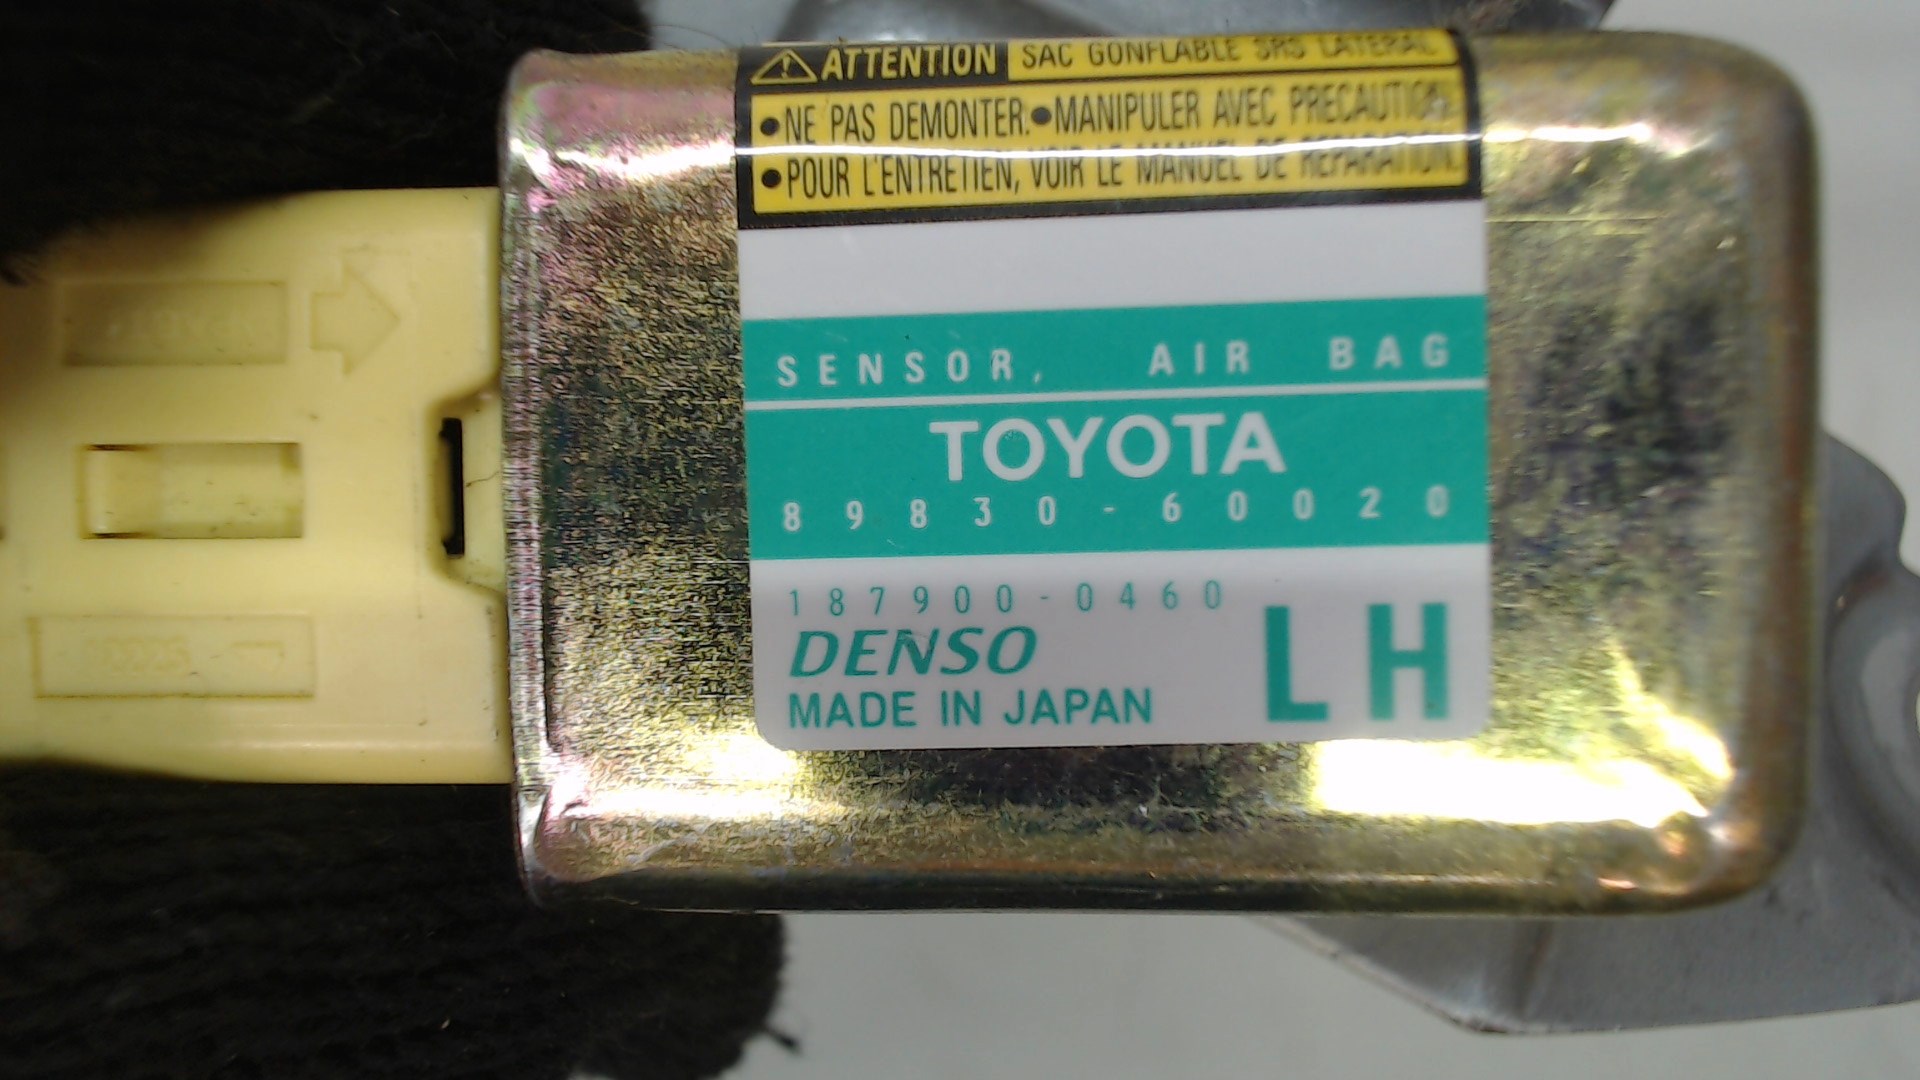 ATTENTION SAC GONFLABLE SRS LATERAL
•NE PAS DEMONTER.•MANIPULER AVEC PRECAUTION.
•POUR L'ENTRETIEN, VOIR LE MANUEL DE REPARATION.
SENSOR, AIR BAG
TOYOTA
89830-60020
187900-0460
DENSO
MADE IN JAPAN
LH